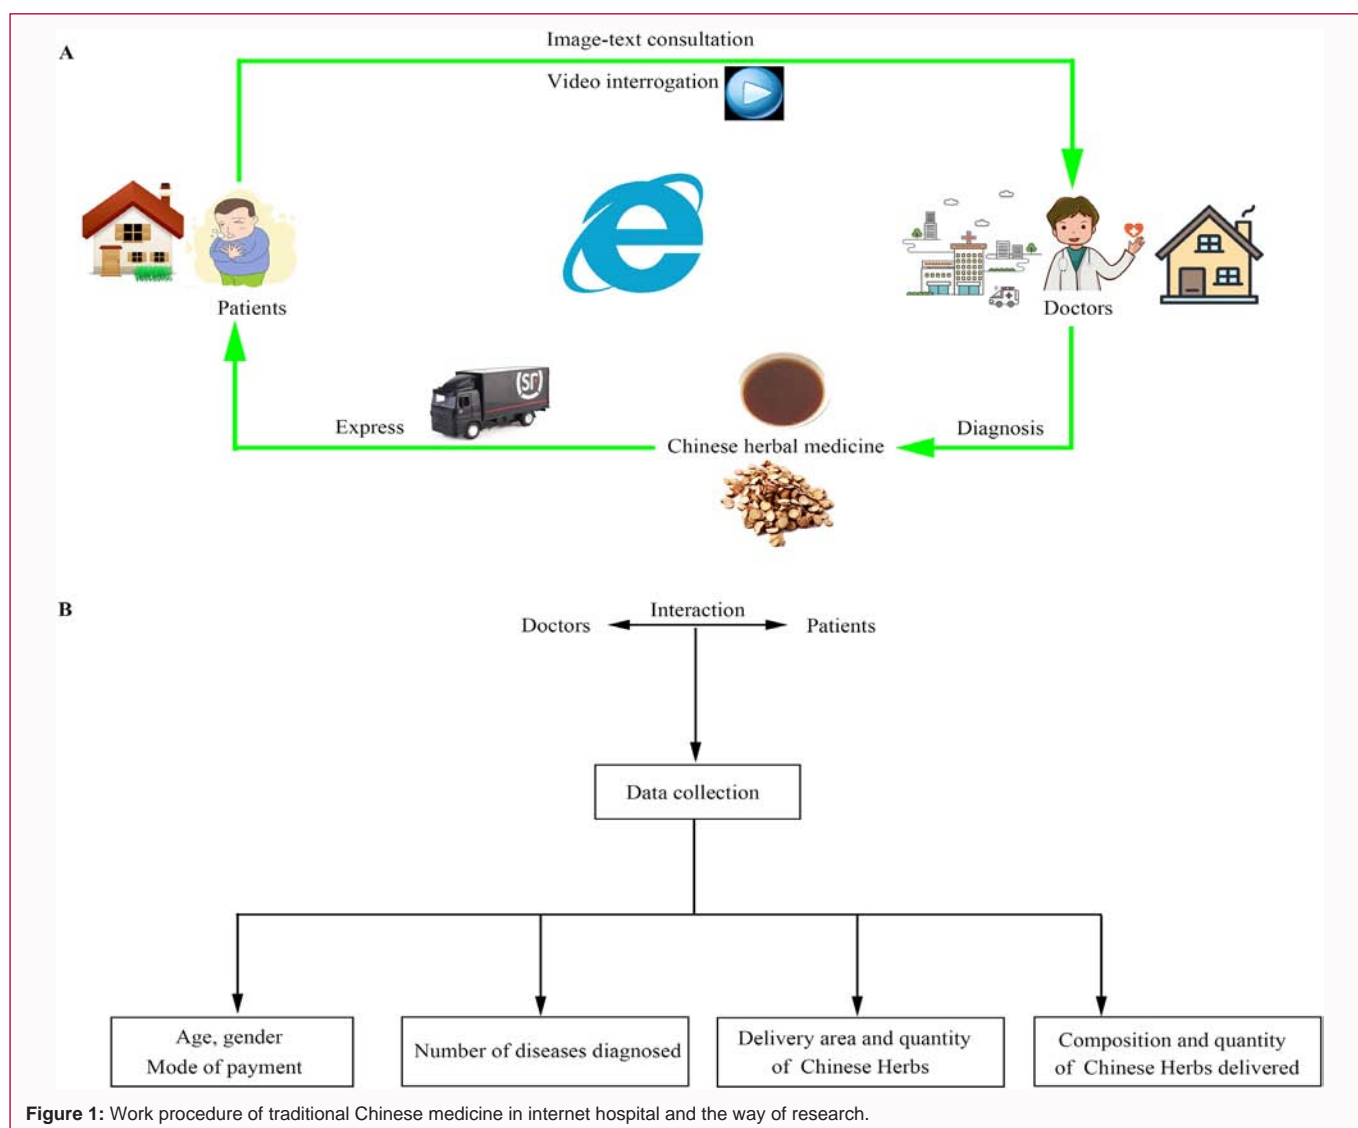 A
Image-text consultation
Video interrogation
Patients
Doctors
Express
Diagnosis
Chinese herbal medicine
B
Interaction
Doctors
Patients
Data collection
Age, gender
Mode of payment
Number of diseases diagnosed
Delivery area and quantity
of Chinese Herbs
Composition and quantity
of Chinese Herbs delivered
Figure 1: Work procedure of traditional Chinese medicine in internet hospital and the way of research.